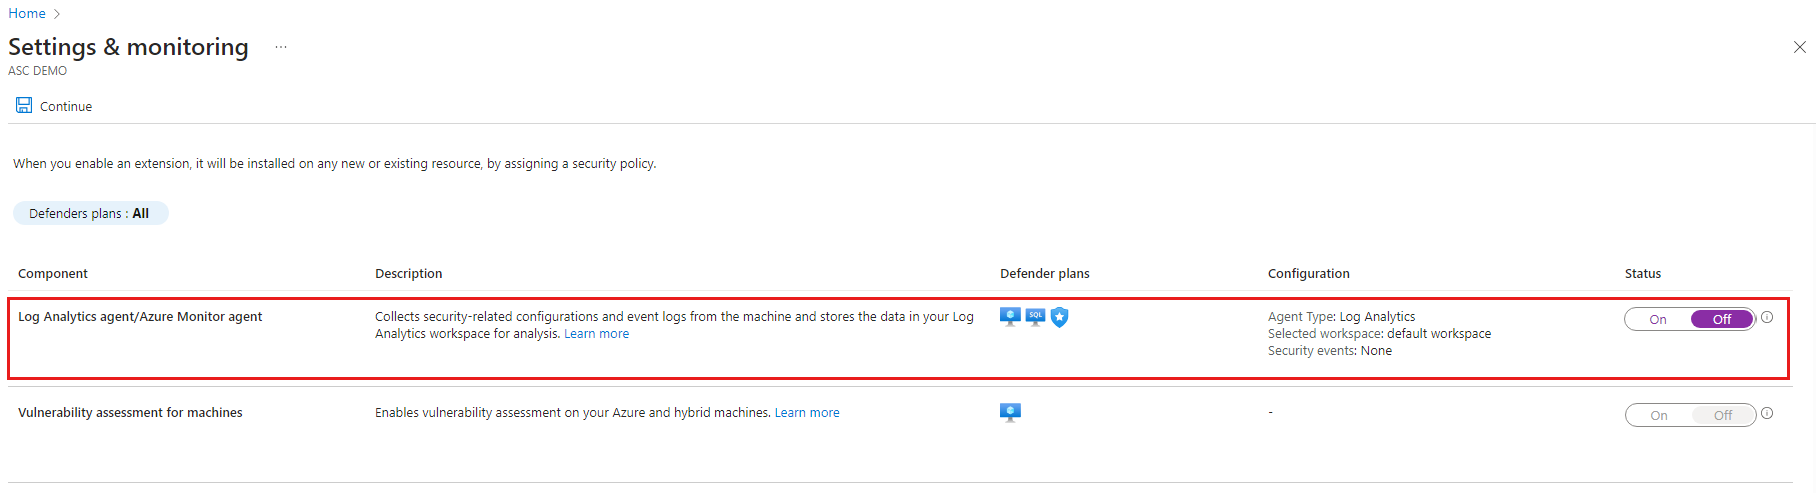 Home
Settings & monitoring ...
ASC DEMO
Continue
When you enable an extension, it will be installed on any new or existing resource, by assigning a security policy.
Defenders plans : All
Component Description Defender plans Configuration Status
Log Analytics agent/Azure Monitor agent
Collects security-related configurations and event logs from the machine and stores the data in your Log
Analytics workspace for analysis. Learn more
SQL
Agent Type: Log Analytics
Selected workspace: default workspace
Security events: None
On Off
Vulnerability assessment for machines
Enables vulnerability assessment on your Azure and hybrid machines. Learn more
-
On Off